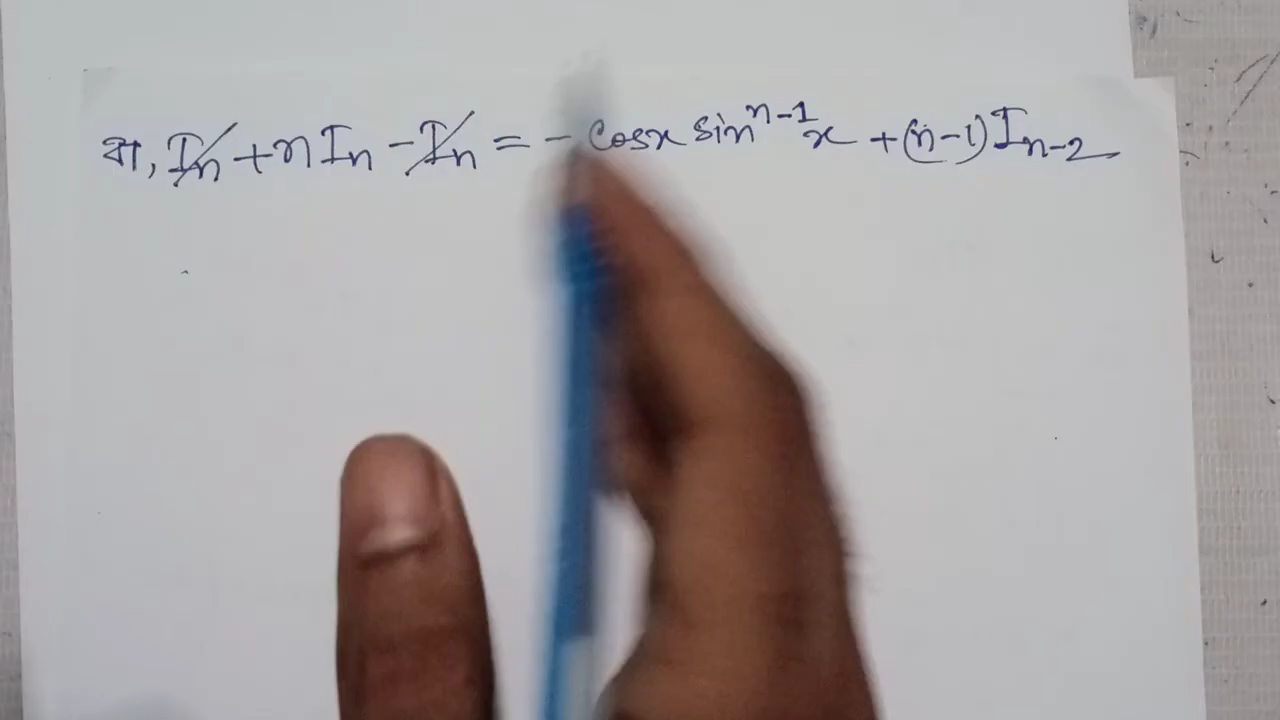 বা, Iₙ + nIₙ - Iₙ = - cosx sinⁿ⁻¹x + (n-1) Iₙ₋₂